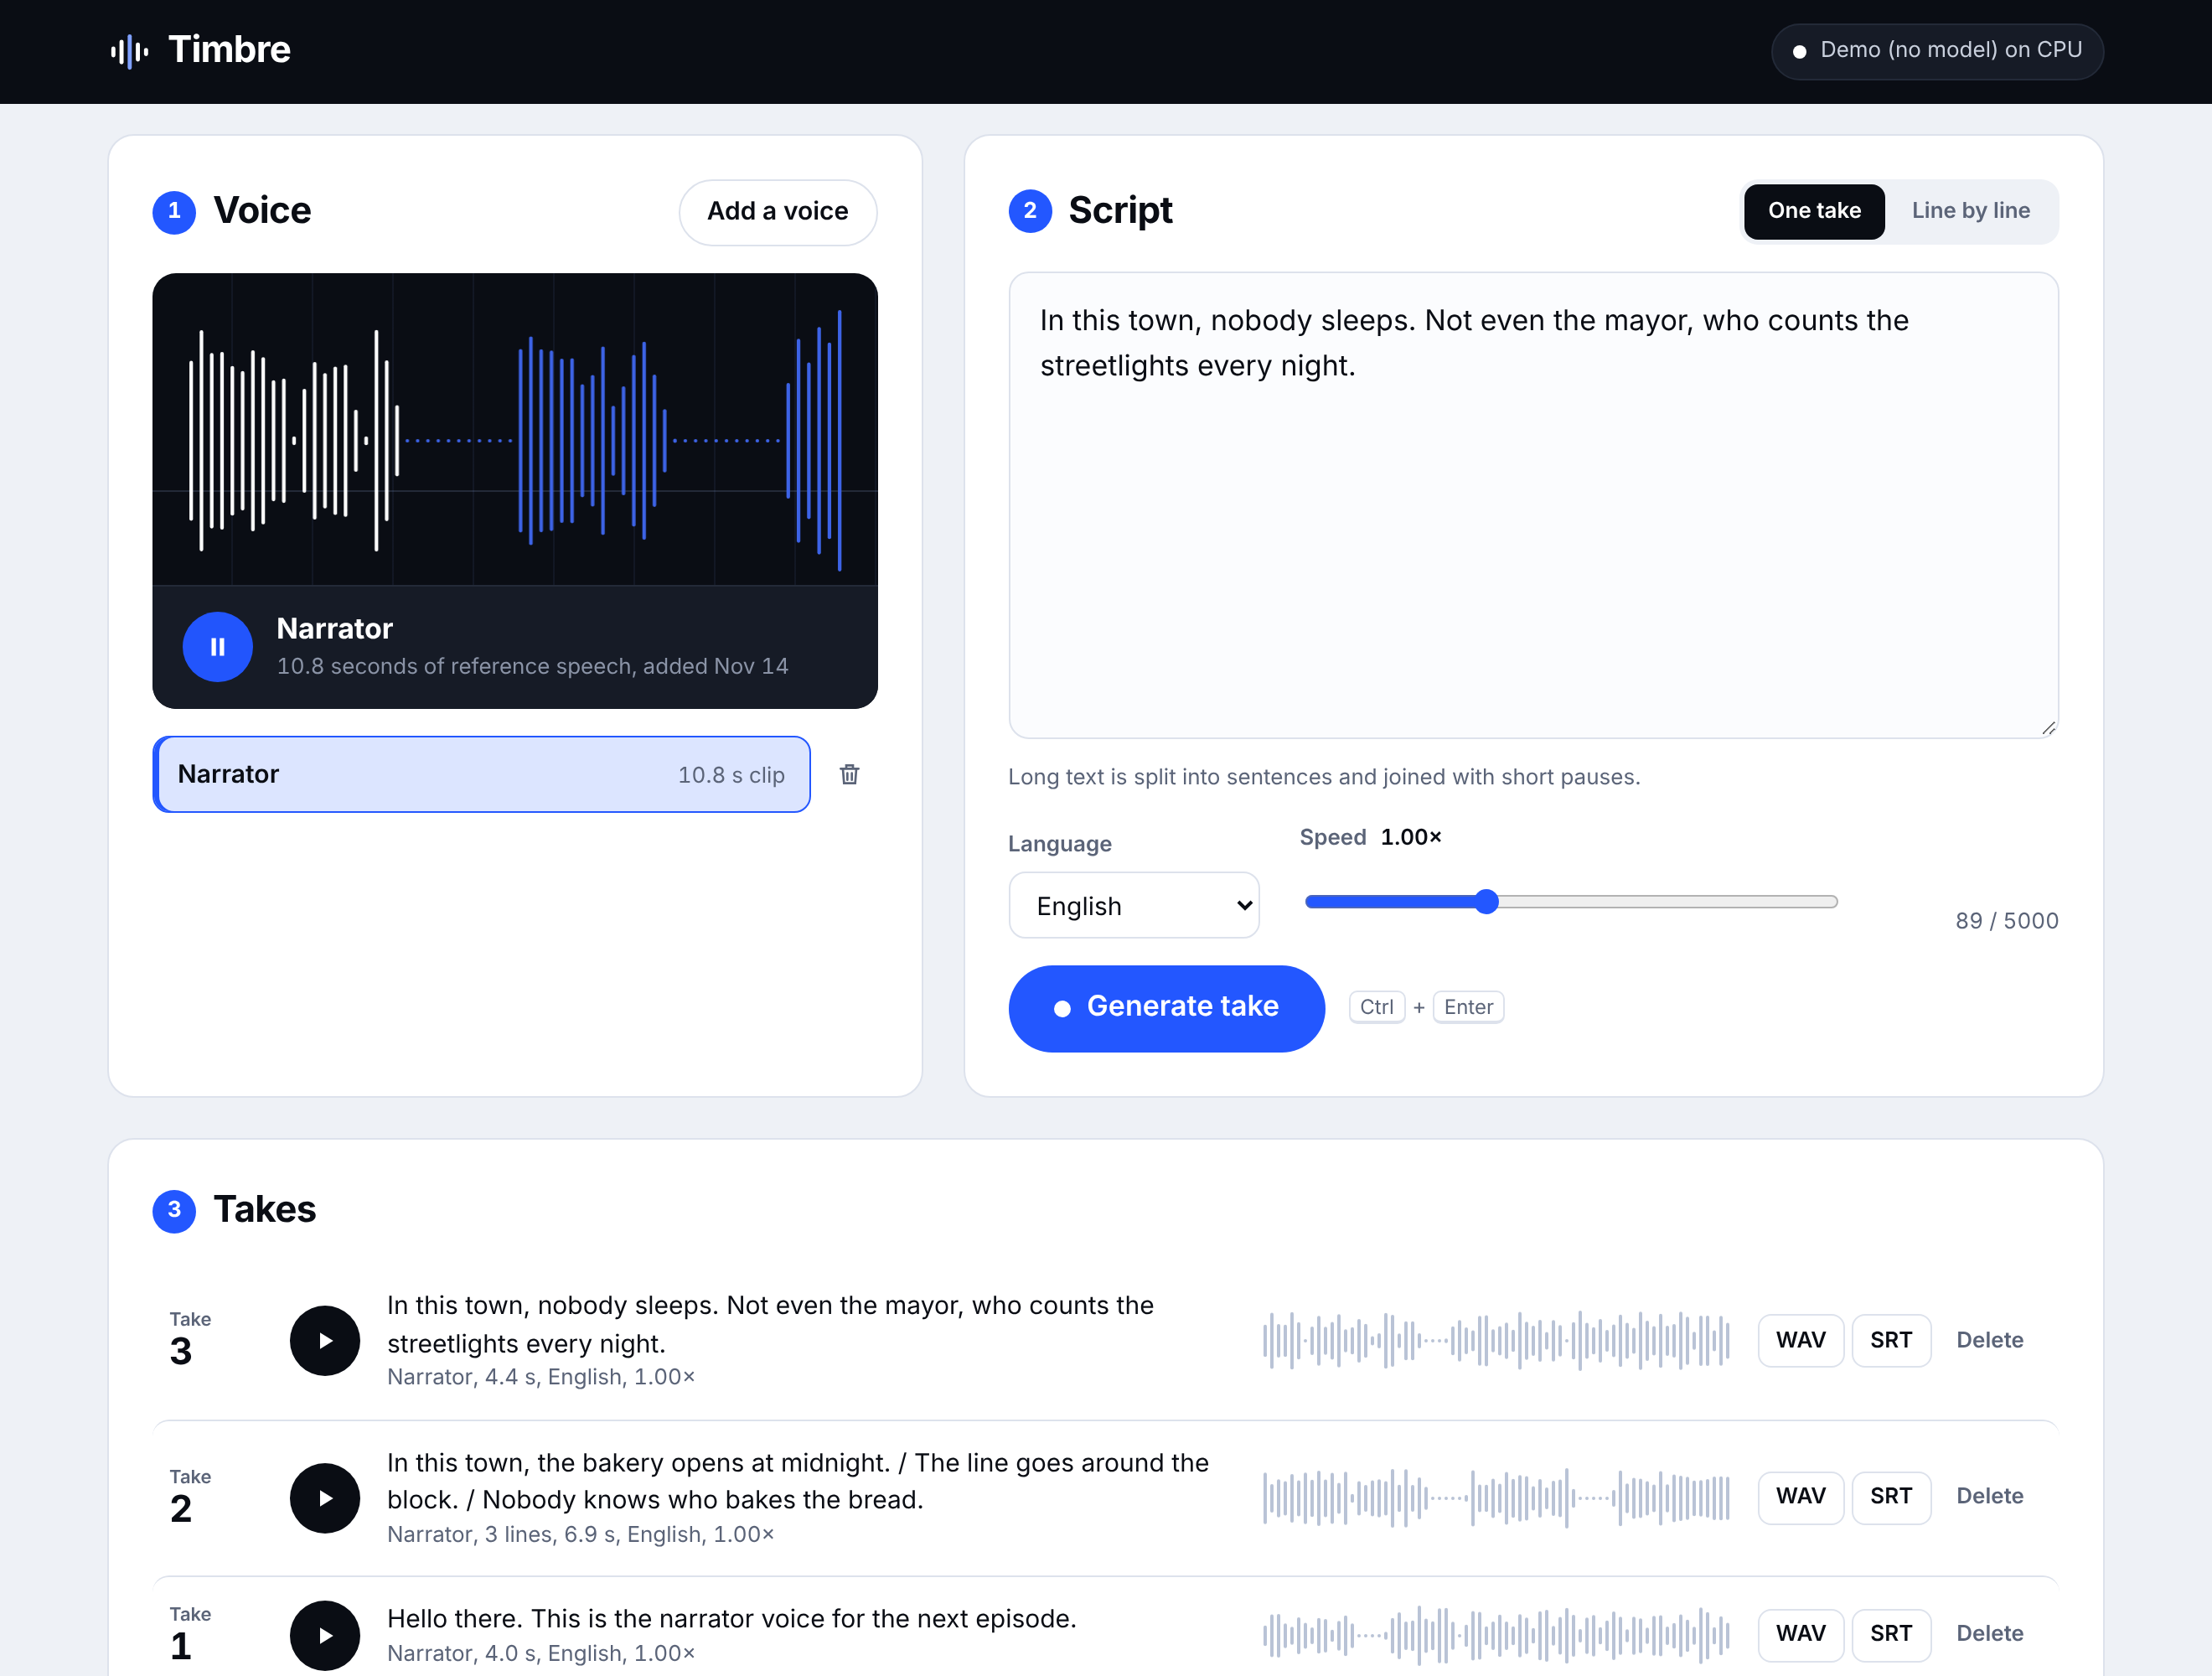 Timbre
Demo (no model) on CPU
1 Voice
Add a voice
Narrator
10.8 seconds of reference speech, added Nov 14
Narrator
10.8 s clip
2 Script
One take
Line by line
In this town, nobody sleeps. Not even the mayor, who counts the
streetlights every night.
Long text is split into sentences and joined with short pauses.
Language
Speed 1.00×
English
89 / 5000
Generate take
Ctrl + Enter
3 Takes
Take
3
In this town, nobody sleeps. Not even the mayor, who counts the
streetlights every night.
Narrator, 4.4 s, English, 1.00×
WAV
SRT
Delete
Take
2
In this town, the bakery opens at midnight. / The line goes around the
block. / Nobody knows who bakes the bread.
Narrator, 3 lines, 6.9 s, English, 1.00×
WAV
SRT
Delete
Take
1
Hello there. This is the narrator voice for the next episode.
Narrator, 4.0 s, English, 1.00×
WAV
SRT
Delete